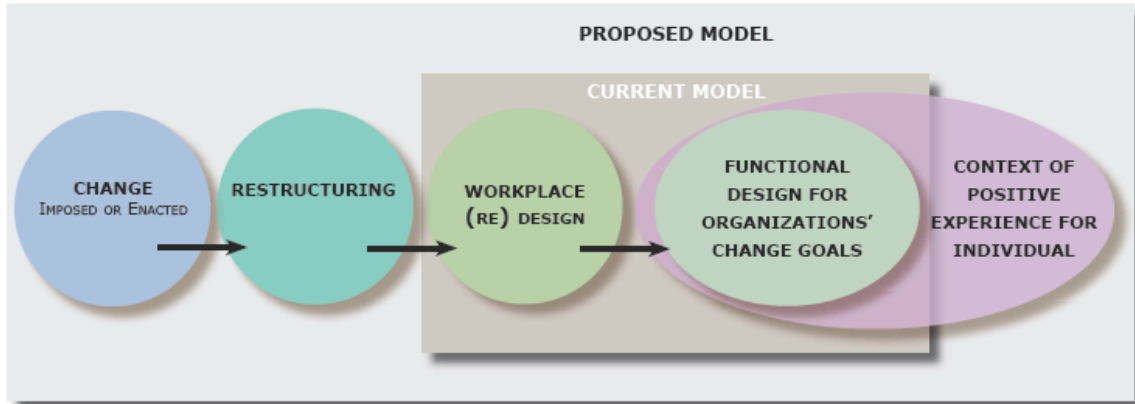 PROPOSED MODEL
CURRENT MODEL
CHANGE
IMPOSED OR ENACTED
RESTRUCTURING
WORKPLACE
(RE) DESIGN
FUNCTIONAL
DESIGN FOR
ORGANIZATIONS'
CHANGE GOALS
CONTEXT OF
POSITIVE
EXPERIENCE FOR
INDIVIDUAL